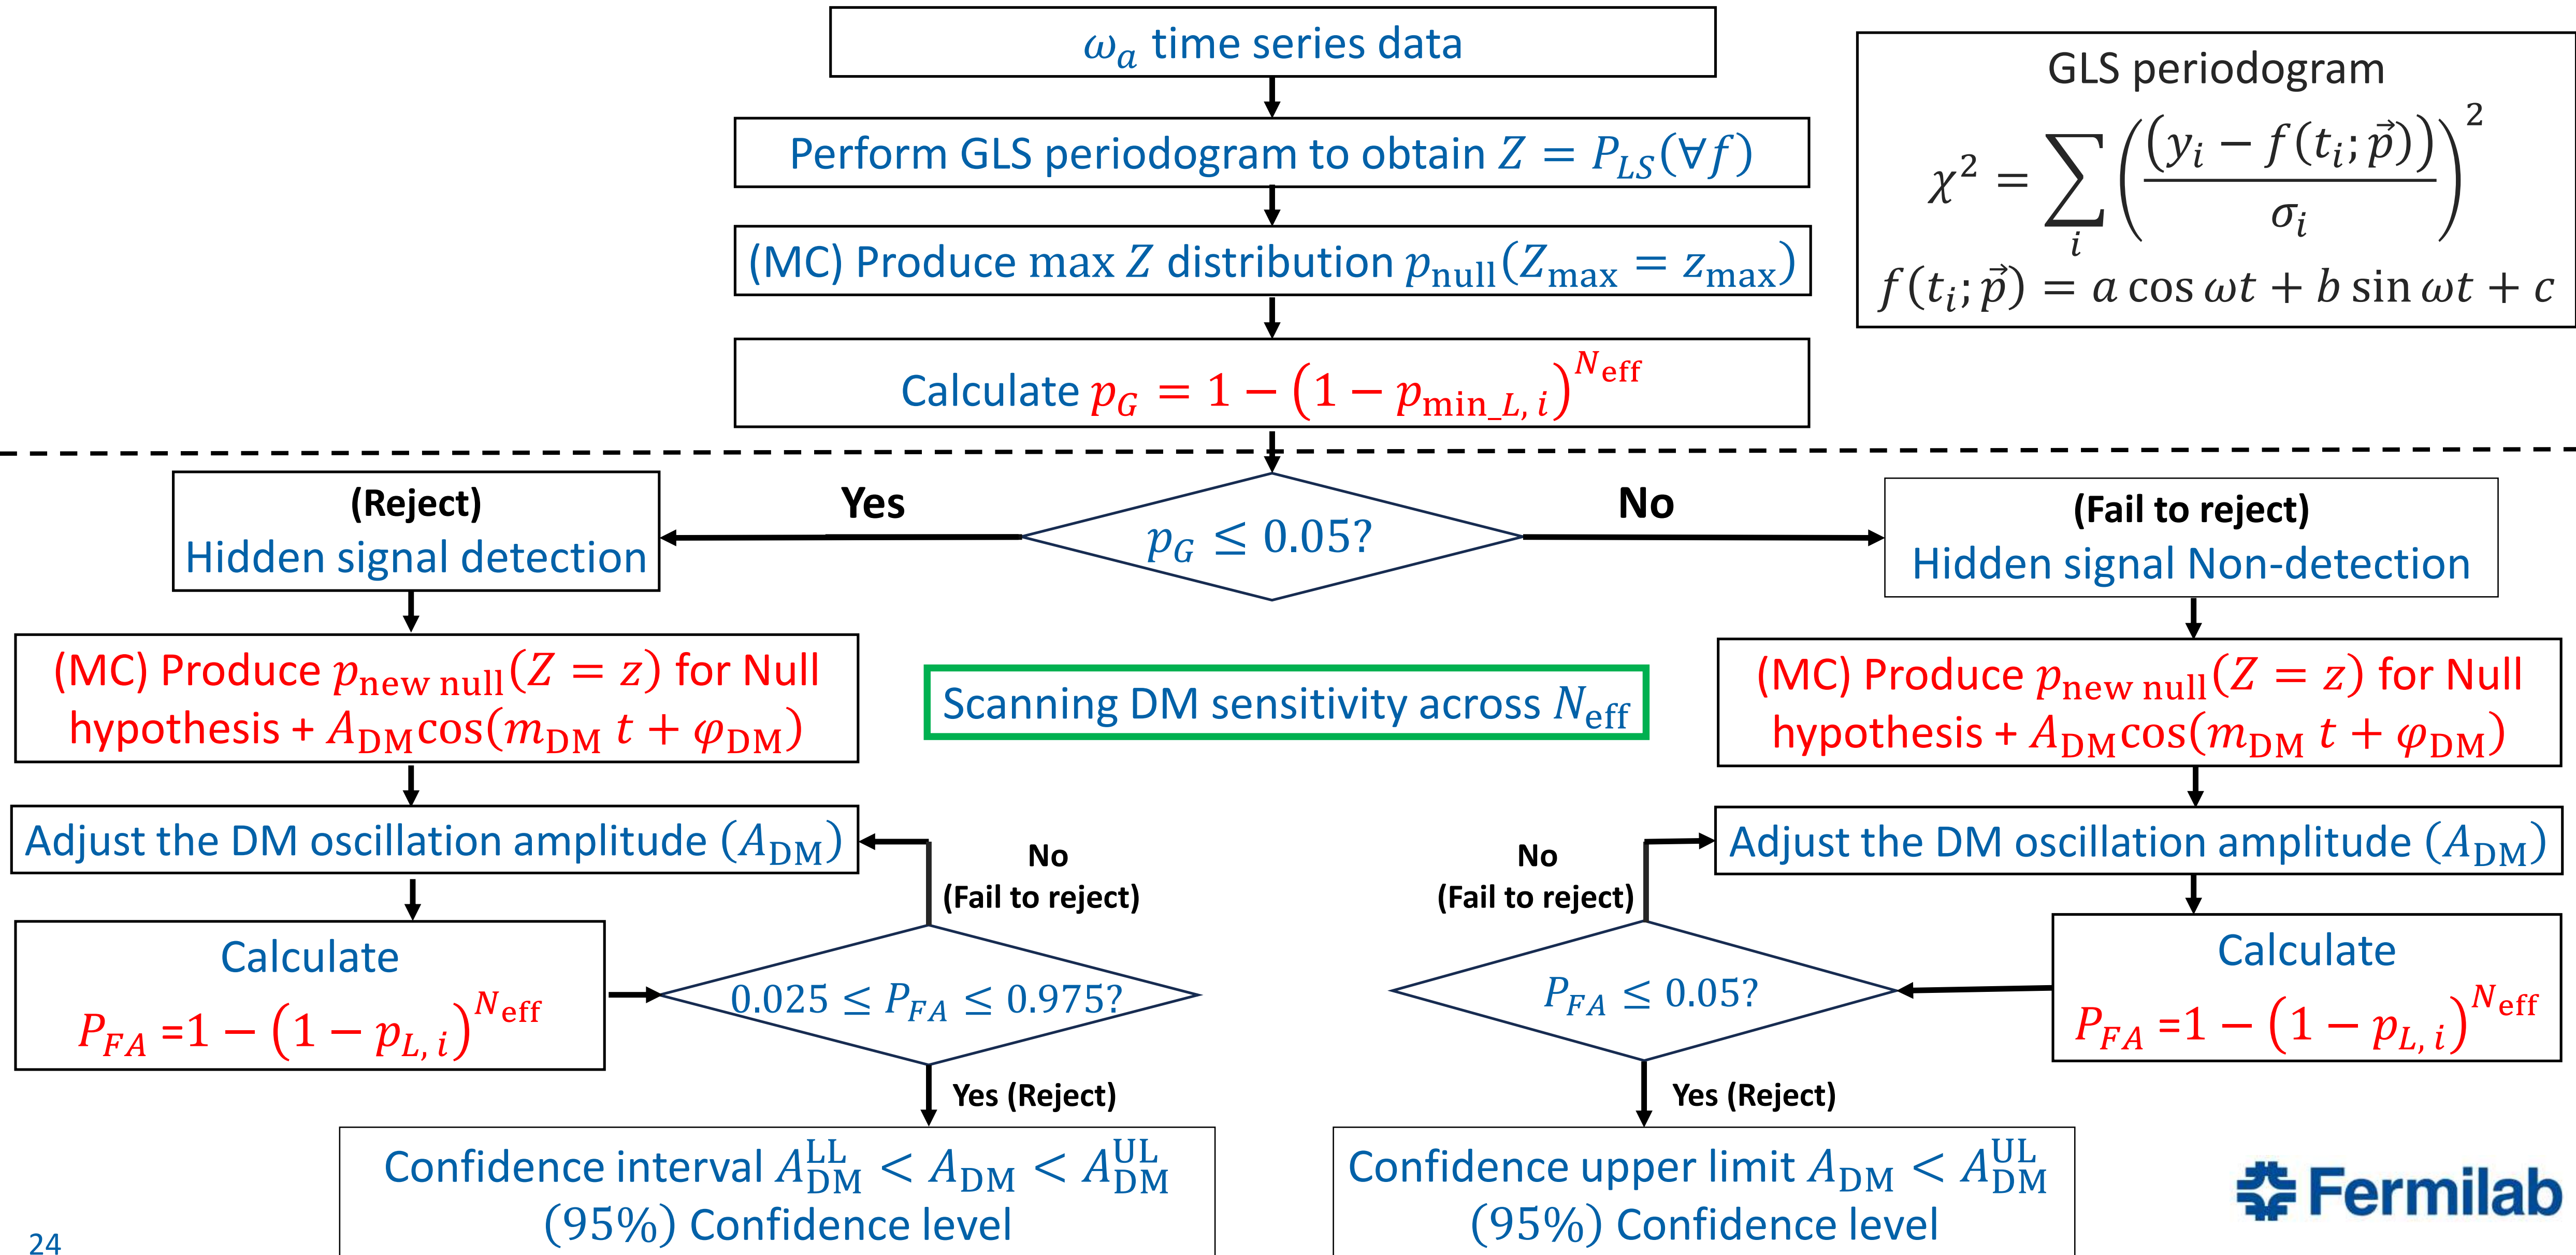 ω_a time series data
Perform GLS periodogram to obtain Z = P_LS(∀f)
(MC) Produce max Z distribution p_null(Z_max = z_max)
Calculate p_G = 1 − (1 − p_min_L, i)^N_eff
GLS periodogram
χ² = ∑_i ((y_i − f(t_i; p⃗)) / σ_i)²
f(t_i; p⃗) = a cos ωt + b sin ωt + c
(Reject)
Hidden signal detection
Yes
p_G ≤ 0.05?
No
(Fail to reject)
Hidden signal Non-detection
(MC) Produce p_new null(Z = z) for Null
hypothesis + A_DM cos(m_DM t + φ_DM)
Scanning DM sensitivity across N_eff
(MC) Produce p_new null(Z = z) for Null
hypothesis + A_DM cos(m_DM t + φ_DM)
Adjust the DM oscillation amplitude (A_DM)
No
(Fail to reject)
No
(Fail to reject)
Adjust the DM oscillation amplitude (A_DM)
Calculate
P_FA =1 − (1 − p_L, i)^N_eff
0.025 ≤ P_FA ≤ 0.975?
P_FA ≤ 0.05?
Calculate
P_FA =1 − (1 − p_L, i)^N_eff
Yes (Reject)
Yes (Reject)
Confidence interval A_DM^LL < A_DM < A_DM^UL
(95%) Confidence level
Confidence upper limit A_DM < A_DM^UL
(95%) Confidence level
Fermilab
24